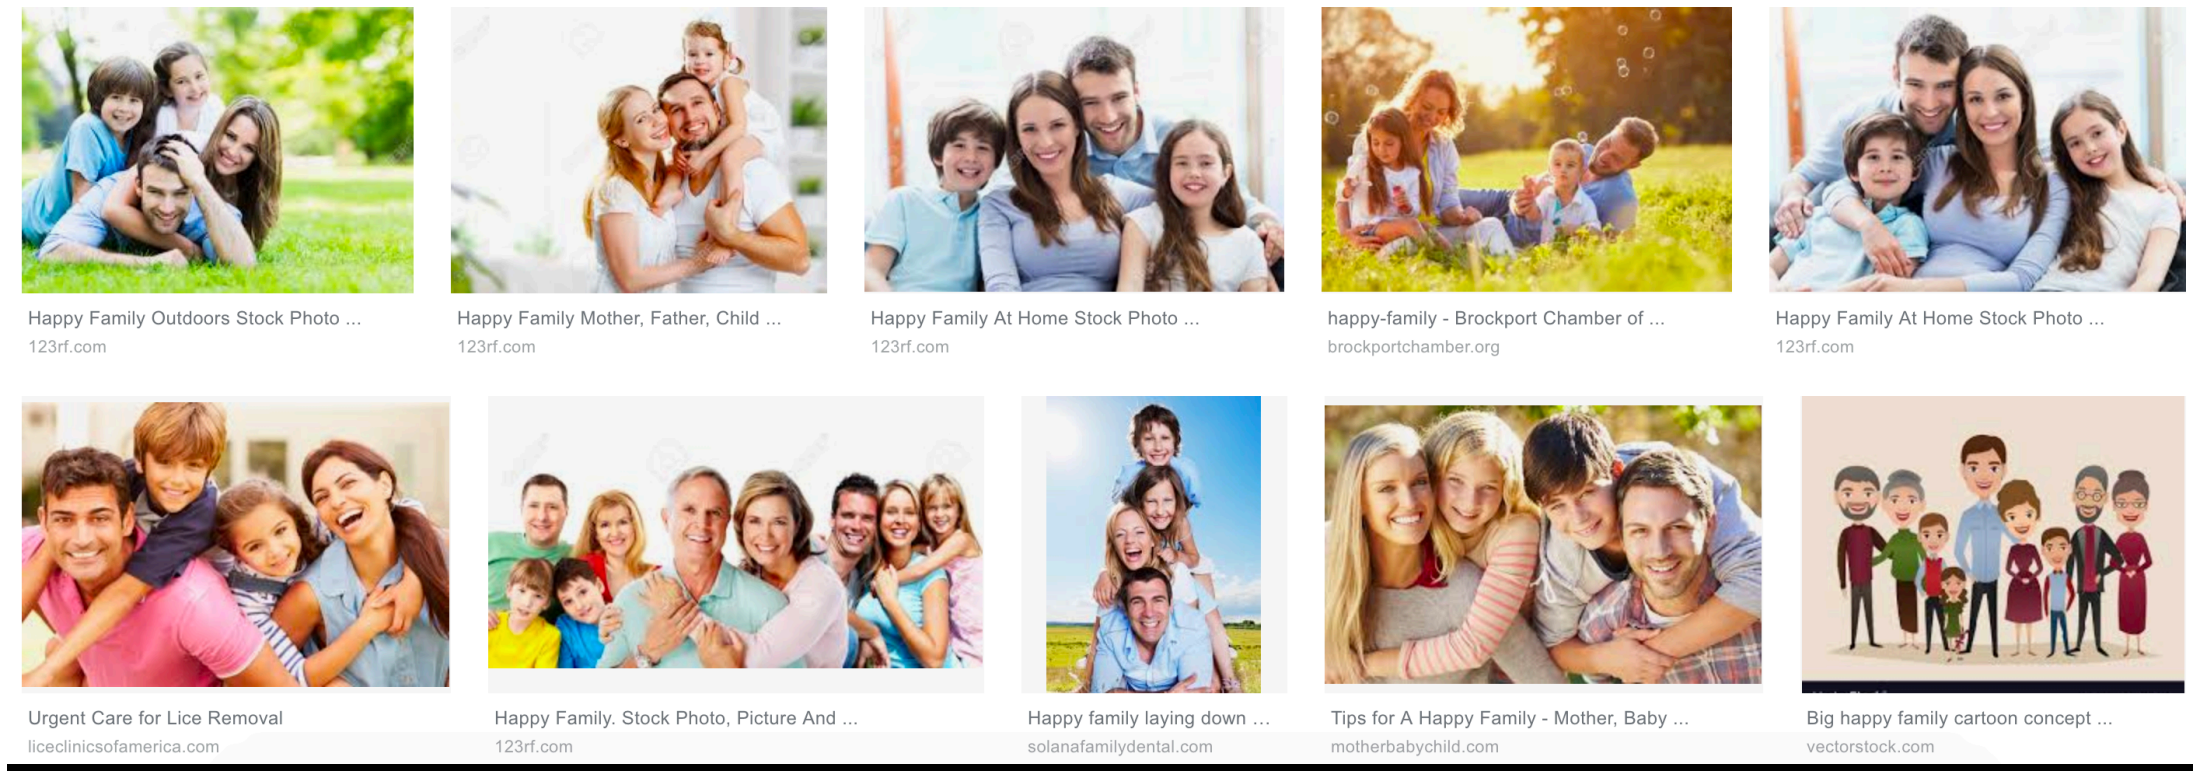 Happy Family Outdoors Stock Photo ...
123rf.com
Happy Family Mother, Father, Child ...
123rf.com
Happy Family At Home Stock Photo ...
123rf.com
happy-family - Brockport Chamber of ...
brockportchamber.org
Happy Family At Home Stock Photo ...
123rf.com
Urgent Care for Lice Removal
liceclinicsofamerica.com
Happy Family. Stock Photo, Picture And ...
123rf.com
Happy family laying down ...
solanafamilydental.com
Tips for A Happy Family - Mother, Baby ...
motherbabychild.com
Big happy family cartoon concept ...
vectorstock.com